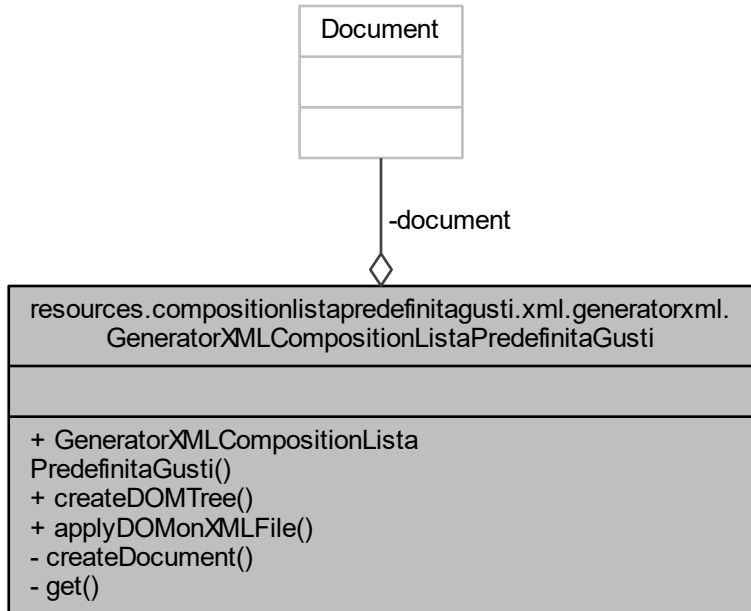 Document
-document
resources.compositionlistapredefinitagusti.xml.generatorxml.
GeneratorXMLCompositionListaPredefinitaGusti
+ GeneratorXMLCompositionLista
PredefinitaGusti()
+ createDOMTree()
+ applyDOMonXMLFile()
- createDocument()
- get()